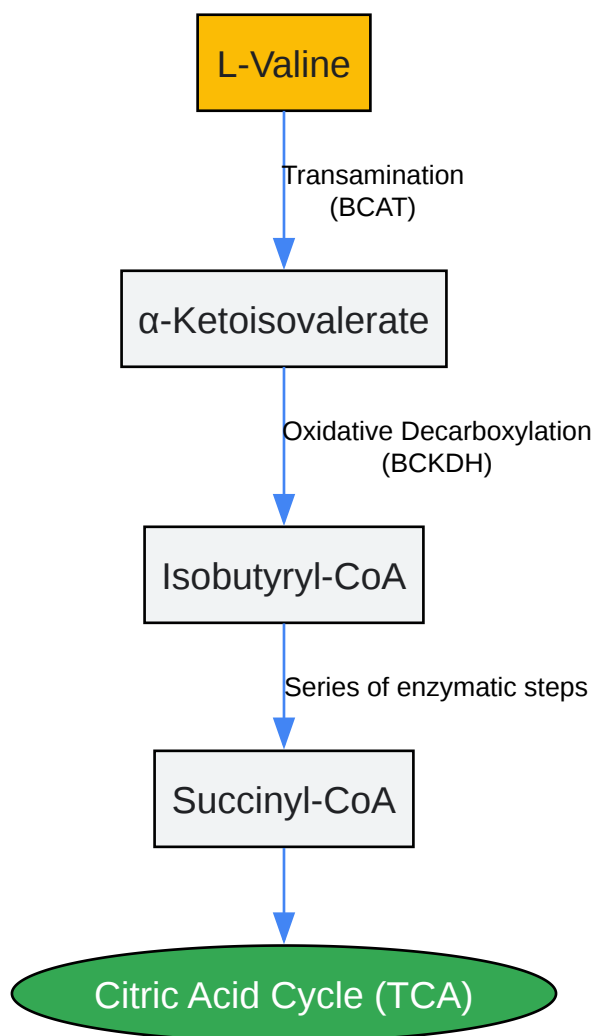 L-Valine
Transamination
(BCAT)
α-Ketoisovalerate
Oxidative Decarboxylation
(BCKDH)
Isobutyryl-CoA
Series of enzymatic steps
Succinyl-CoA
Citric Acid Cycle (TCA)